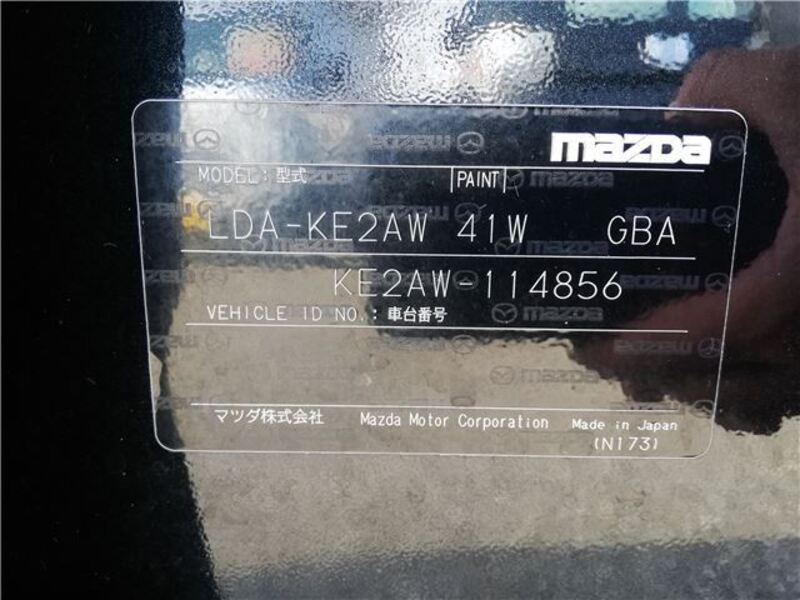 mazda
MODEL：型式 PAINT
LDA-KE2AW 41W GBA
KE2AW-114856
VEHICLE ID NO.：車台番号
マツダ株式会社 Mazda Motor Corporation Made in Japan
(N173)